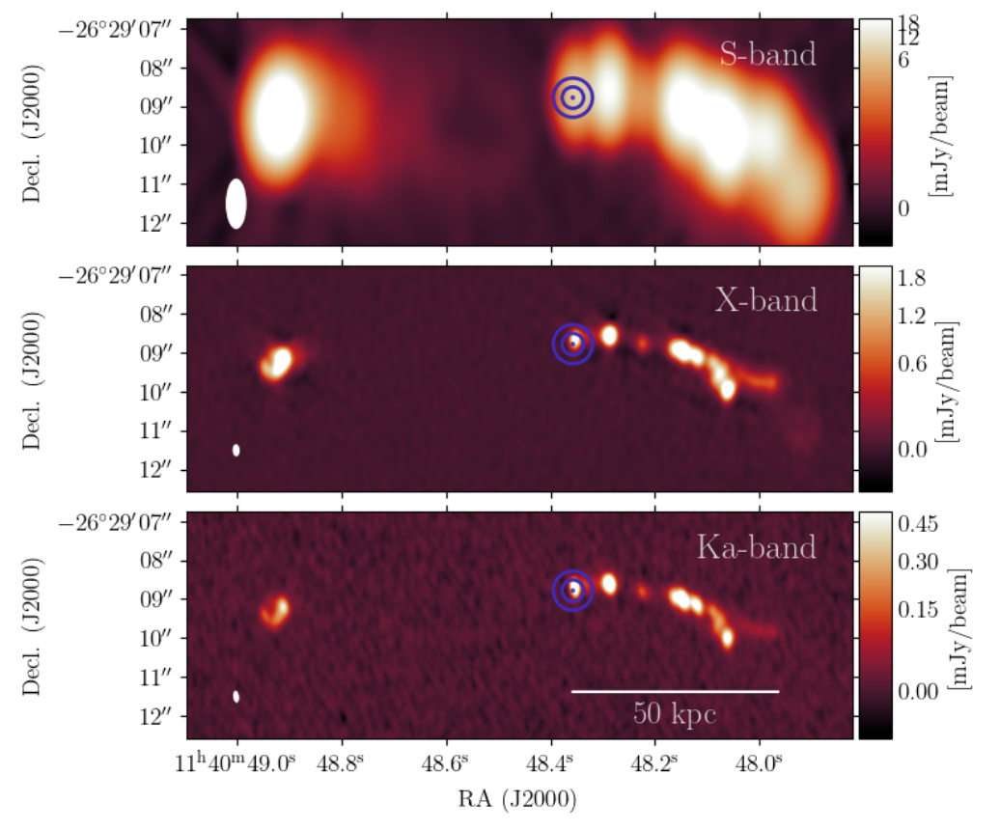 −26°29′07″
08″
09″
10″
11″
12″
Decl. (J2000)
S-band
18
12
6
0
[mJy/beam]
−26°29′07″
08″
09″
10″
11″
12″
Decl. (J2000)
X-band
1.8
1.2
0.6
0.0
[mJy/beam]
−26°29′07″
08″
09″
10″
11″
12″
Decl. (J2000)
Ka-band
50 kpc
0.45
0.30
0.15
0.00
[mJy/beam]
11ʰ40ᵐ49.0ˢ 48.8ˢ 48.6ˢ 48.4ˢ 48.2ˢ 48.0ˢ
RA (J2000)